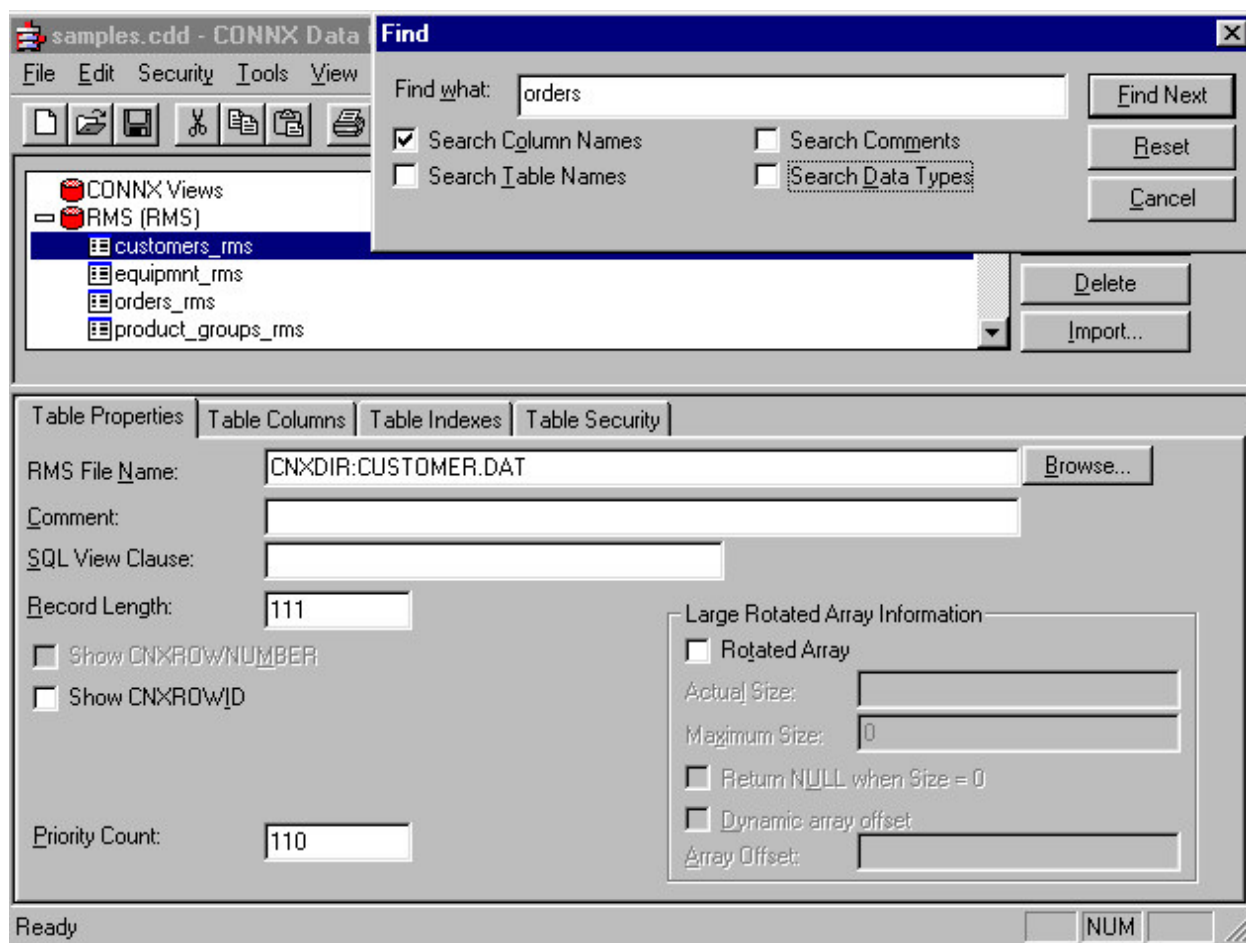 samples.cdd - CONNX Data
File Edit Security Tools View
CONNX Views
RMS (RMS)
customers_rms
equipmnt_rms
orders_rms
product_groups_rms
Delete
Import...
Find
Find what:
orders
Find Next
Search Column Names
Search Comments
Reset
Search Table Names
Search Data Types
Cancel
Table Properties
Table Columns
Table Indexes
Table Security
RMS File Name:
CNXDIR:CUSTOMER.DAT
Browse...
Comment:
SQL View Clause:
Record Length:
111
Show CNXROWNUMBER
Show CNXROWID
Priority Count:
110
Large Rotated Array Information
Rotated Array
Actual Size:
Maximum Size:
0
Return NULL when Size = 0
Dynamic array offset
Array Offset:
Ready
NUM